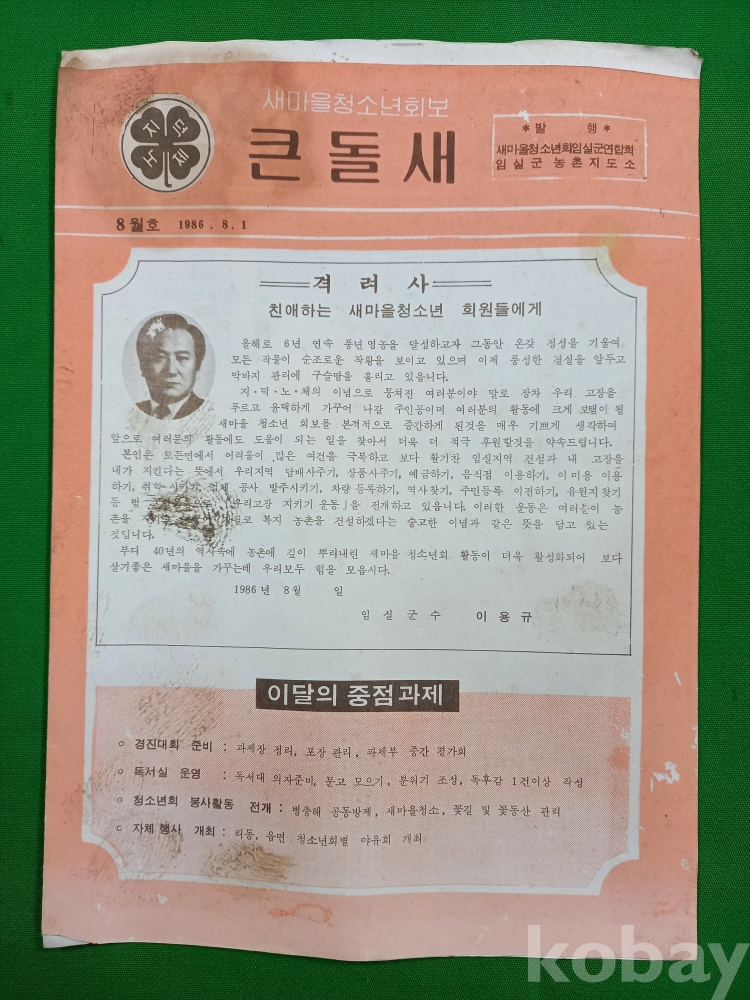 새마을청소년회보
큰돌새
지 덕
노 체
*발 행*
새마을청소년회임실군연합회
임실군 농촌지도소
8월호 1986. 8. 1
격려사
친애하는 새마을청소년 회원들에게
올해로 6년 연속 풍년영농을 달성하고자 그동안 온갖 정성을 기울여
모든 작물이 순조로운 작황을 보이고 있으며 이제 풍성한 결실을 앞두고
막바지 관리에 구슬땀을 흘리고 있읍니다.
지·덕·노·체의 이념으로 뭉쳐진 여러분이야 말로 장차 우리 고장을
푸르고 윤택하게 가꾸어 나갈 주인공이며 여러분의 활동에 크게 보탬이 될
새마을 청소년 회보를 본격적으로 증간하게 된것을 매우 기쁘게 생각하며
앞으로 여러분의 활동에도 도움이 되는 일을 찾아서 더욱 더 적극 후원할것을 약속드립니다.
본인은 모든면에서 어려움이 많은 여건을 극복하고 보다 활기찬 임실지역 건설과 내 고장을
내가 지킨다는 뜻에서 우리지역 담배사주기, 상품사주기, 예금하기, 음식점 이용하기, 이미용 이용
하기, 취학 시키기, 업체 공사 발주시키기, 차량등록하기, 역사찾기, 주민등록 이전하기, 유원지찾기
등 범 우리고장 지키기 운동」을 전개하고 있읍니다. 이러한 운동은 여러분이 농
촌을 복지 농촌을 건설하겠다는 숭고한 이념과 같은 뜻을 담고 있는
것입니다.
부디 40년의 역사속에 농촌에 깊이 뿌리내린 새마을 청소년회 활동이 더욱 활성화되어 보다
살기좋은 새마을을 가꾸는데 우리모두 힘을 모읍시다.
1986년 8월 일
임실군수 이용규
이달의 중점과제
○ 경진대회 준비 : 과제장 정리, 포장 관리, 과제부 중간 평가회
○ 독서실 운영 : 독서대 의자준비, 문고 모으기, 분위기 조성, 독후감 1건이상 작성
○ 청소년회 봉사활동 전개 : 병충해 공동방제, 새마을청소, 꽃길 및 꽃동산 관리
○ 자체행사 개최 : 리동, 읍면 청소년회별 야유회 개최
kobay